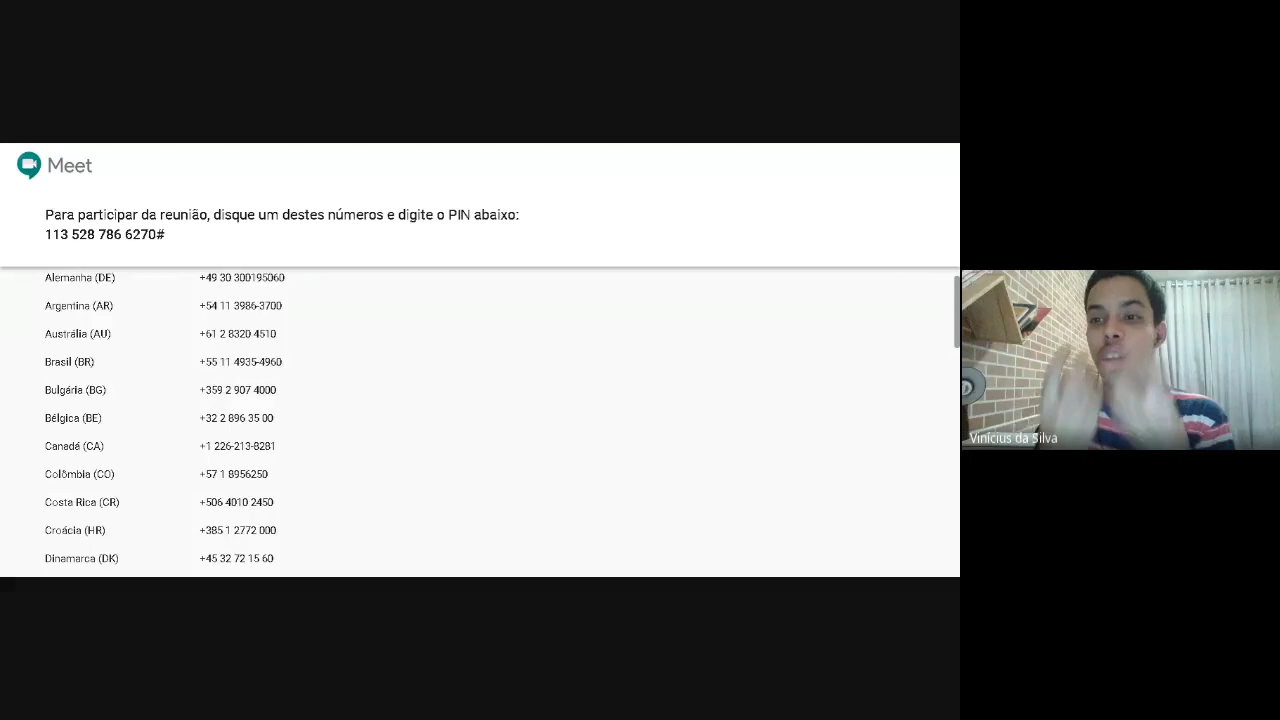 Meet
Para participar da reunião, disque um destes números e digite o PIN abaixo:
113 528 786 6270#
Alemanha (DE) +49 30 300195060
Argentina (AR) +54 11 3986-3700
Austrália (AU) +61 2 8320 4510
Brasil (BR) +55 11 4935-4960
Bulgária (BG) +359 2 907 4000
Bélgica (BE) +32 2 896 35 00
Canadá (CA) +1 226-213-8281
Colômbia (CO) +57 1 8956250
Costa Rica (CR) +506 4010 2450
Croácia (HR) +385 1 2772 000
Dinamarca (DK) +45 32 72 15 60
Vinícius da Silva